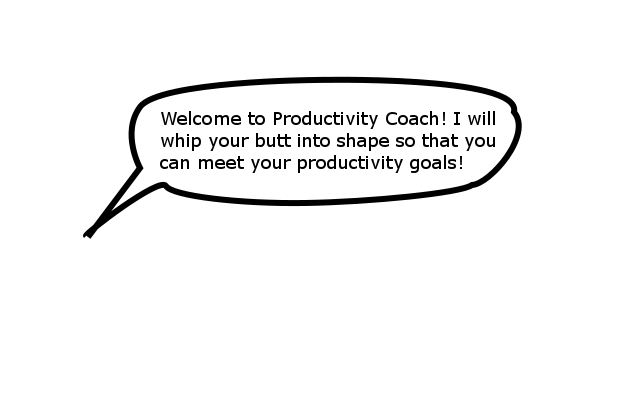 Welcome to Productivity Coach! I will
whip your butt into shape so that you
can meet your productivity goals!